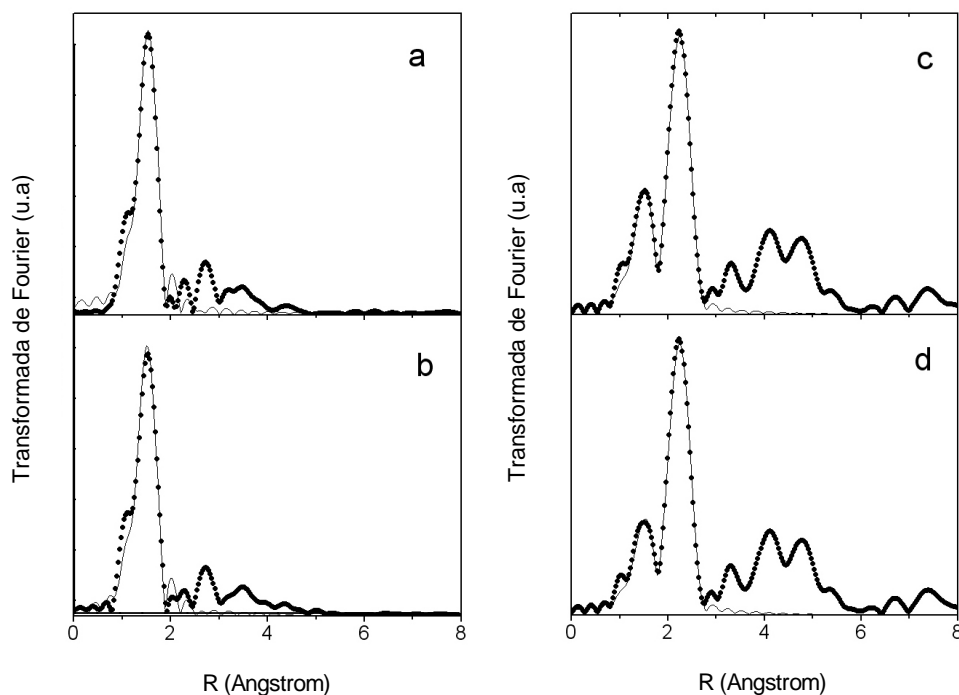 a
c
Transformada de Fourier (u.a)
Transformada de Fourier (u.a)
b
d
0 2 4 6 8
0 2 4 6 8
R (Angstrom)
R (Angstrom)